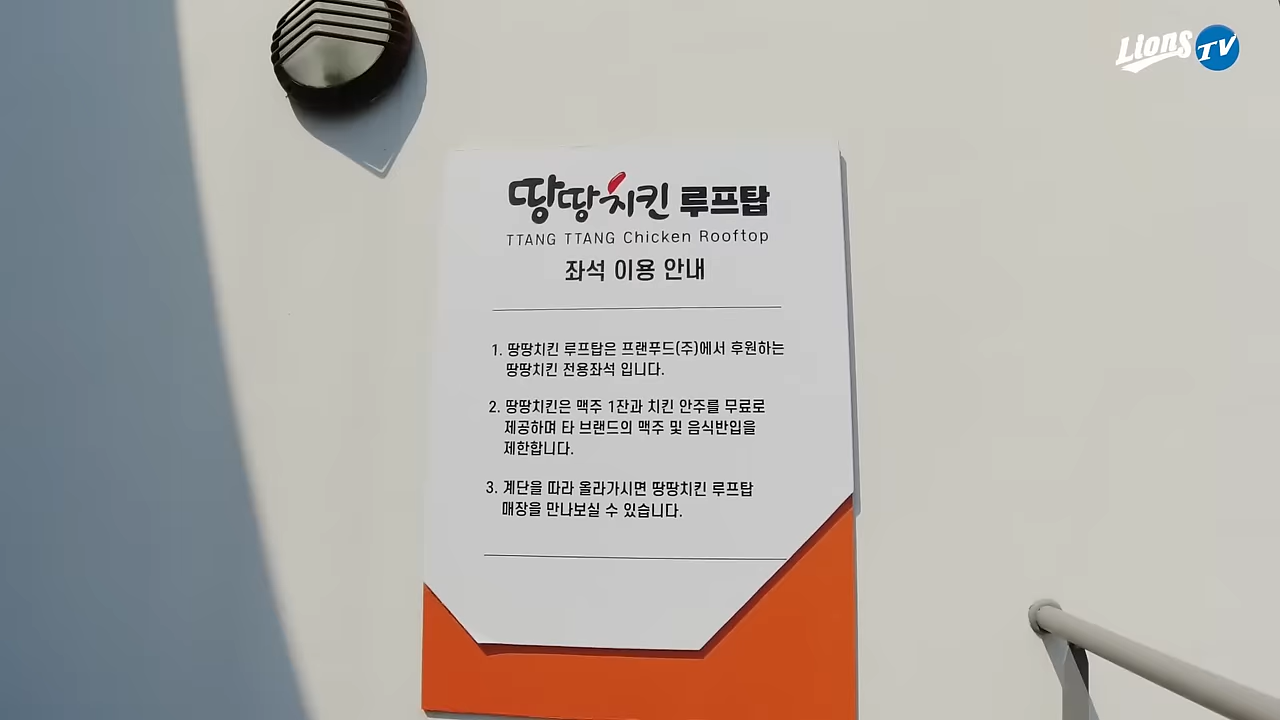 Lions TV
땅땅치킨 루프탑
TTANG TTANG Chicken Rooftop
좌석 이용 안내
1. 땅땅치킨 루프탑은 프랜푸드(주)에서 후원하는
땅땅치킨 전용좌석 입니다.
2. 땅땅치킨은 맥주 1잔과 치킨 안주를 무료로
제공하며 타 브랜드의 맥주 및 음식반입을
제한합니다.
3. 계단을 따라 올라가시면 땅땅치킨 루프탑
매장을 만나보실 수 있습니다.